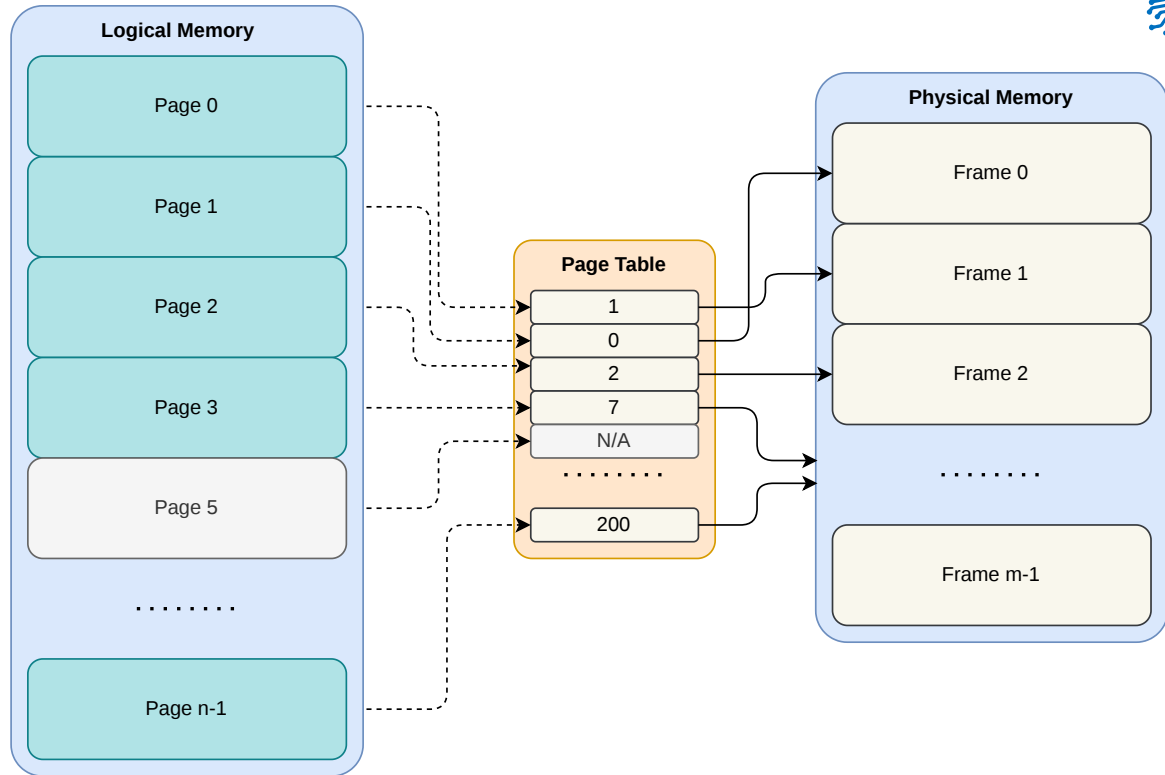 Logical Memory
Page 0
Page 1
Page 2
Page 3
Page 5
. . . . . . . .
Page n-1
Page Table
1
0
2
7
N/A
. . . . . . . .
200
Physical Memory
Frame 0
Frame 1
Frame 2
. . . . . . . .
Frame m-1